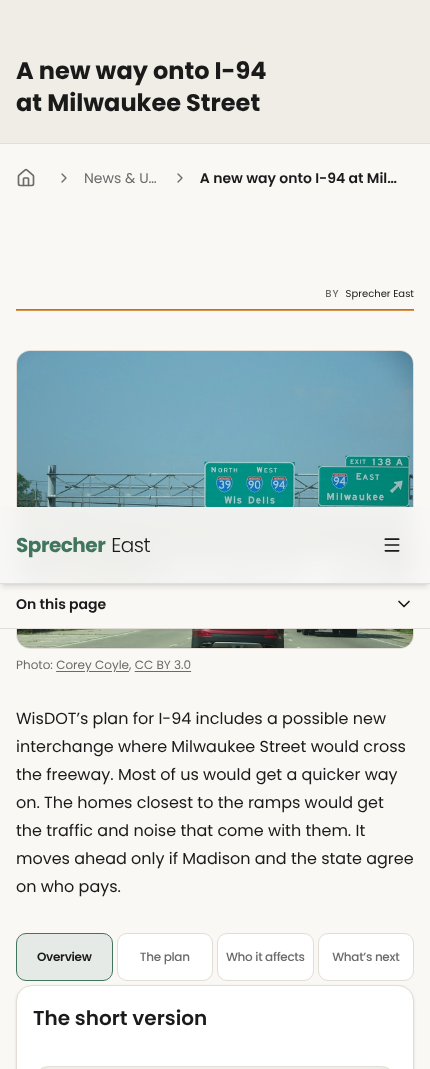 A new way onto I-94
at Milwaukee Street
News & U... A new way onto I-94 at Mil...
BY Sprecher East
EXIT 138 A
NORTH WEST
39 90 94
Wis Dells
94 EAST
Milwaukee
Sprecher East
On this page
Photo: Corey Coyle, CC BY 3.0
WisDOT’s plan for I-94 includes a possible new
interchange where Milwaukee Street would cross
the freeway. Most of us would get a quicker way
on. The homes closest to the ramps would get
the traffic and noise that come with them. It
moves ahead only if Madison and the state agree
on who pays.
Overview The plan Who it affects What’s next
The short version